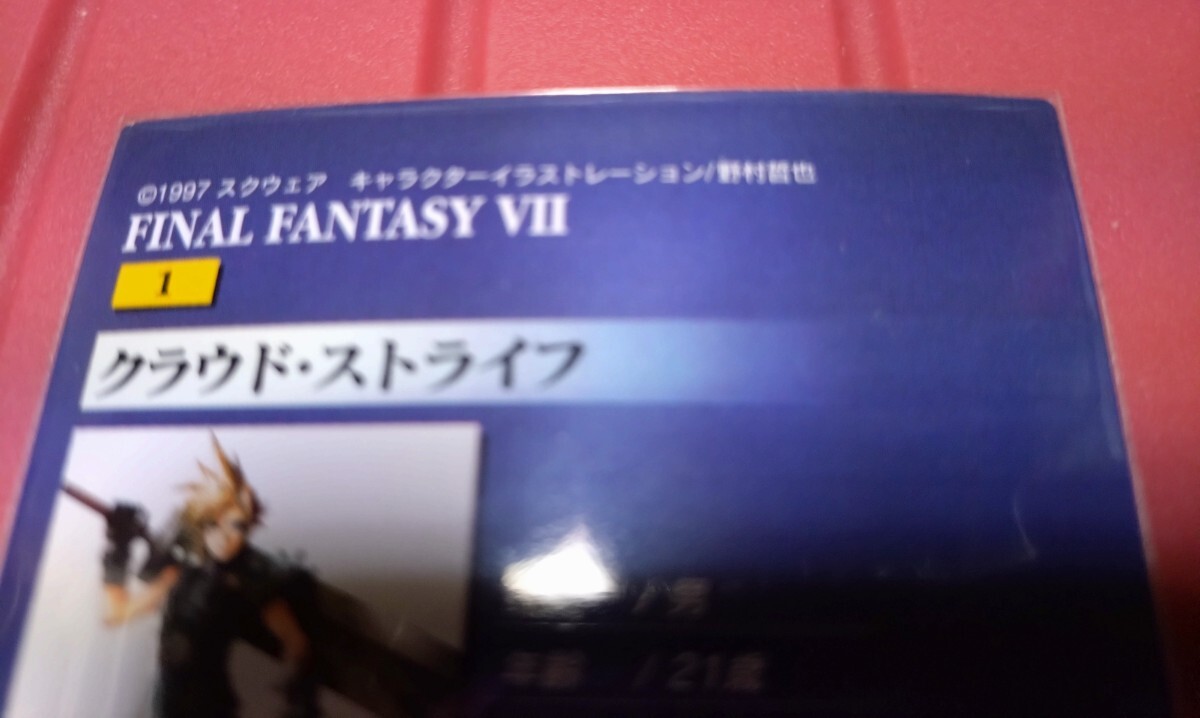 ©1997 スクウェア キャラクターイラストレーション/野村哲也
FINAL FANTASY VII
1
クラウド・ストライフ
/男
年齢 /21歳